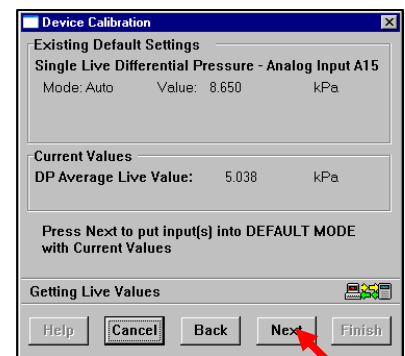 Device Calibration
Existing Default Settings
Single Live Differential Pressure - Analog Input A15
Mode: Auto Value: 8.650 kPa
Current Values
DP Average Live Value: 5.038 kPa
Press Next to put input(s) into DEFAULT MODE
with Current Values
Getting Live Values
Help Cancel Back Next Finish